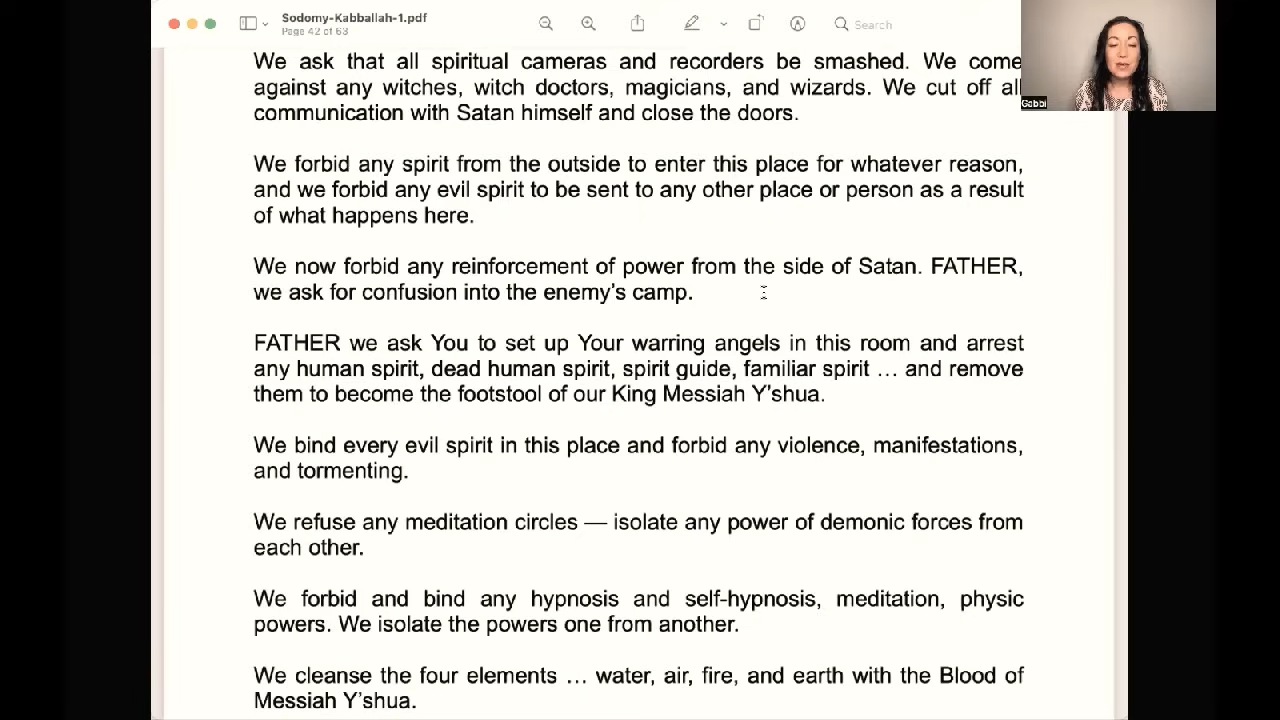 Sodomy-Kabballah-1.pdf
Page 42 of 63
Search
Gabbi
We ask that all spiritual cameras and recorders be smashed. We come
against any witches, witch doctors, magicians, and wizards. We cut off all
communication with Satan himself and close the doors.
We forbid any spirit from the outside to enter this place for whatever reason,
and we forbid any evil spirit to be sent to any other place or person as a result
of what happens here.
We now forbid any reinforcement of power from the side of Satan. FATHER,
we ask for confusion into the enemy's camp.
FATHER we ask You to set up Your warring angels in this room and arrest
any human spirit, dead human spirit, spirit guide, familiar spirit … and remove
them to become the footstool of our King Messiah Y'shua.
We bind every evil spirit in this place and forbid any violence, manifestations,
and tormenting.
We refuse any meditation circles — isolate any power of demonic forces from
each other.
We forbid and bind any hypnosis and self-hypnosis, meditation, physic
powers. We isolate the powers one from another.
We cleanse the four elements … water, air, fire, and earth with the Blood of
Messiah Y'shua.